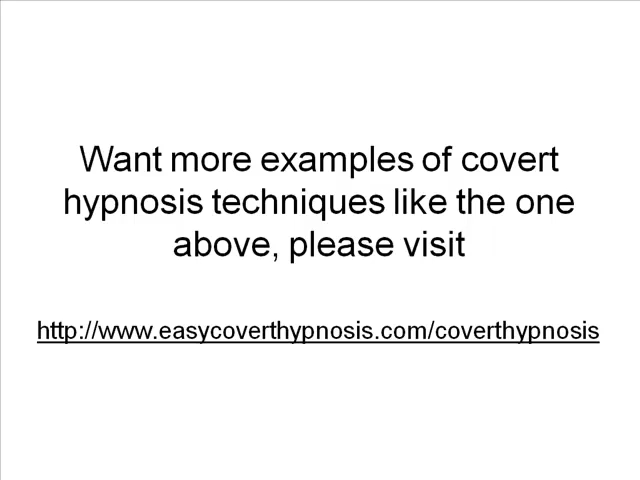 Want more examples of covert
hypnosis techniques like the one
above, please visit
http://www.easycoverthypnosis.com/coverthypnosis